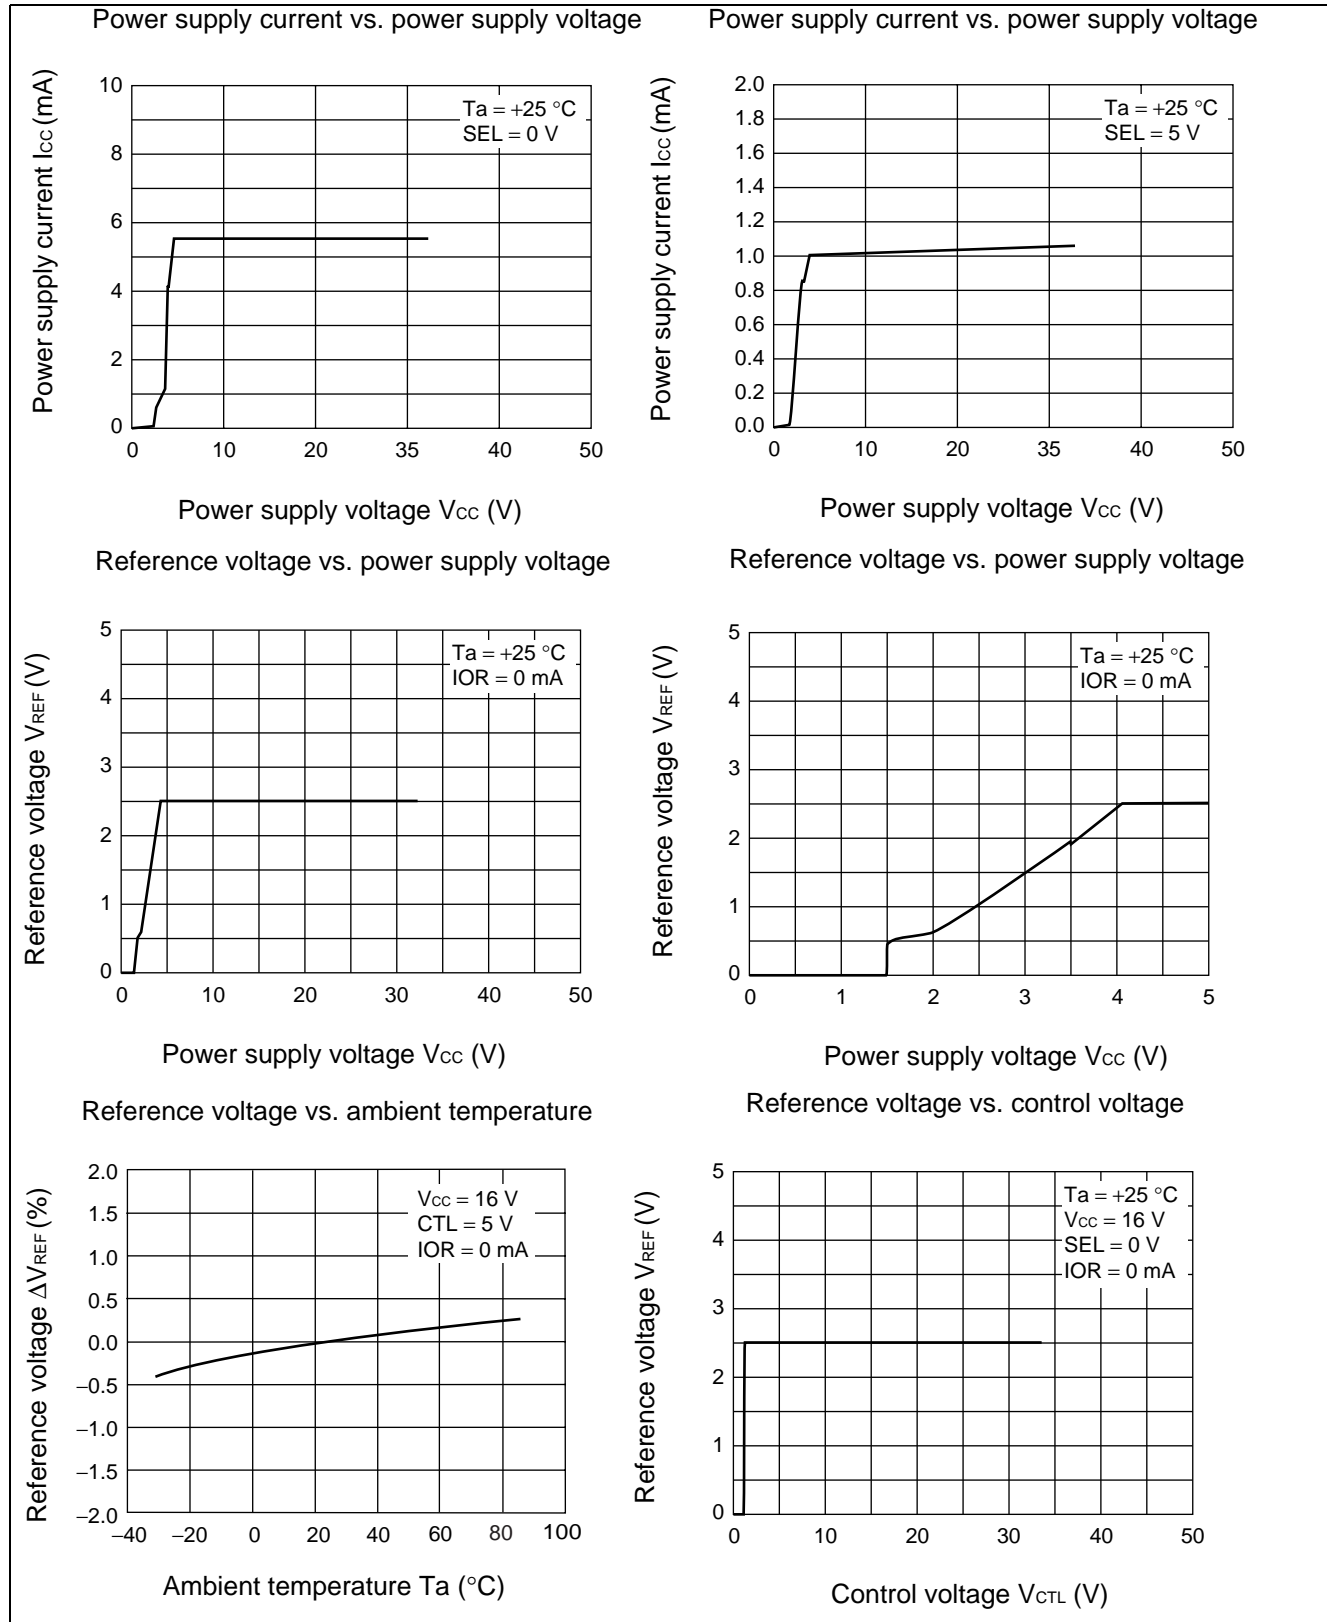 Power supply current vs. power supply voltage
Power supply current Icc (mA)
10
8
6
4
2
0
Ta = +25 °C
SEL = 0 V
0 10 20 35 40 50
Power supply voltage Vcc (V)
Power supply current vs. power supply voltage
Power supply current Icc (mA)
2.0
1.8
1.6
1.4
1.2
1.0
0.8
0.6
0.4
0.2
0.0
Ta = +25 °C
SEL = 5 V
0 10 20 35 40 50
Power supply voltage Vcc (V)
Reference voltage vs. power supply voltage
Reference voltage VREF (V)
5
4
3
2
1
0
Ta = +25 °C
IOR = 0 mA
0 10 20 30 40 50
Power supply voltage Vcc (V)
Reference voltage vs. power supply voltage
Reference voltage VREF (V)
5
4
3
2
1
0
Ta = +25 °C
IOR = 0 mA
0 1 2 3 4 5
Power supply voltage Vcc (V)
Reference voltage vs. ambient temperature
Reference voltage ΔVREF (%)
2.0
1.5
1.0
0.5
0.0
−0.5
−1.0
−1.5
−2.0
Vcc = 16 V
CTL = 5 V
IOR = 0 mA
−40 −20 0 20 40 60 80 100
Ambient temperature Ta (°C)
Reference voltage vs. control voltage
Reference voltage VREF (V)
5
4
3
2
1
0
Ta = +25 °C
Vcc = 16 V
SEL = 0 V
IOR = 0 mA
0 10 20 30 40 50
Control voltage VCTL (V)